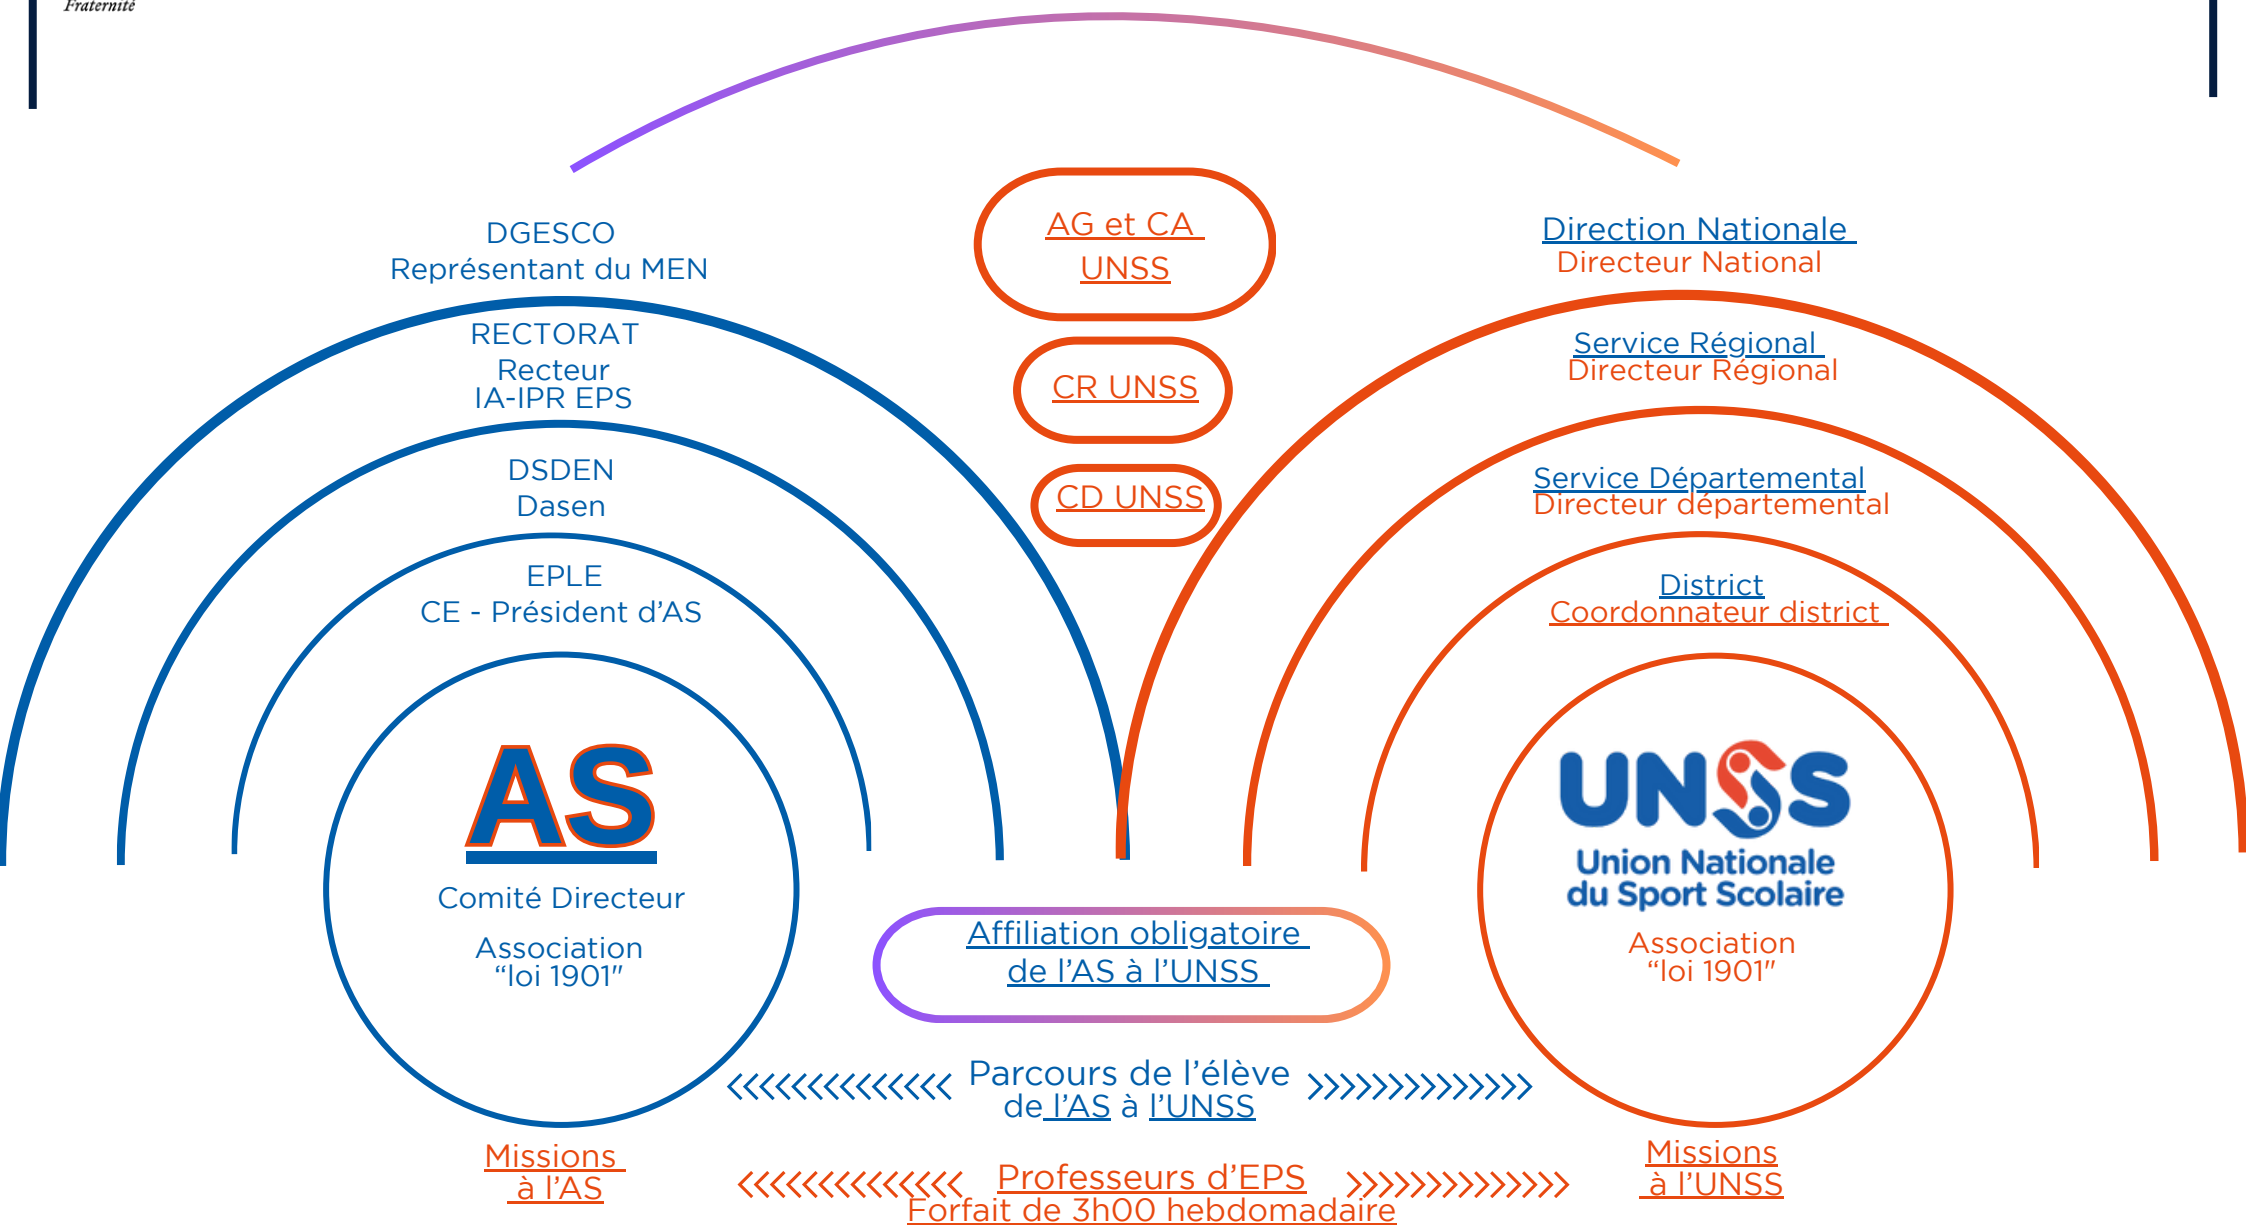 Fraternité
DGESCO
Représentant du MEN
RECTORAT
Recteur
IA-IPR EPS
DSDEN
Dasen
EPLE
CE - Président d’AS
AS
Comité Directeur
Association
“loi 1901"
Missions
à l’AS
AG et CA
UNSS
CR UNSS
CD UNSS
Affiliation obligatoire
de l’AS à l’UNSS
<<<<<<<<<<<<<< Parcours de l’élève >>>>>>>>>>>>>>
de l’AS à l’UNSS
<<<<<<<<<<<<<< Professeurs d’EPS >>>>>>>>>>>>>>
Forfait de 3h00 hebdomadaire
Direction Nationale
Directeur National
Service Régional
Directeur Régional
Service Départemental
Directeur départemental
District
Coordonnateur district
UNSS
Union Nationale
du Sport Scolaire
Association
“loi 1901"
Missions
à l’UNSS